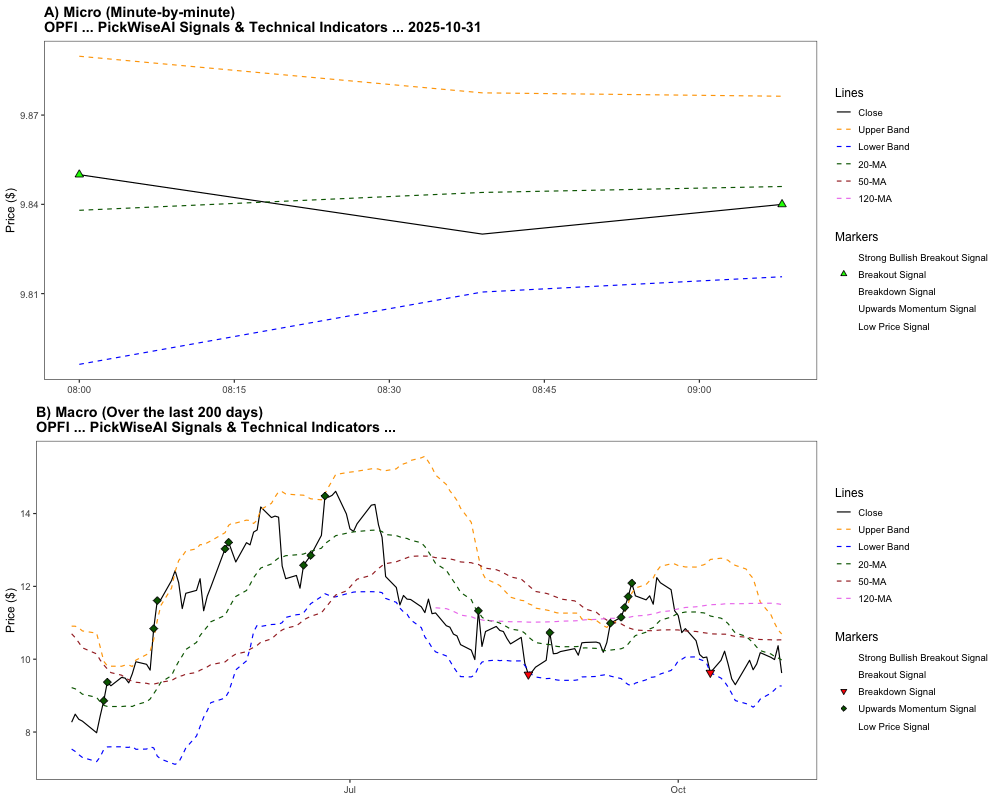 A) Micro (Minute-by-minute)
OPFI ... PickWiseAI Signals & Technical Indicators ... 2025-10-31
Price ($)
9.87
9.84
9.81
08:00
08:15
08:30
08:45
09:00
Lines
Close
Upper Band
Lower Band
20-MA
50-MA
120-MA
Markers
Strong Bullish Breakout Signal
Breakout Signal
Breakdown Signal
Upwards Momentum Signal
Low Price Signal
B) Macro (Over the last 200 days)
OPFI ... PickWiseAI Signals & Technical Indicators ...
Price ($)
14
12
10
8
Jul
Oct
Lines
Close
Upper Band
Lower Band
20-MA
50-MA
120-MA
Markers
Strong Bullish Breakout Signal
Breakout Signal
Breakdown Signal
Upwards Momentum Signal
Low Price Signal